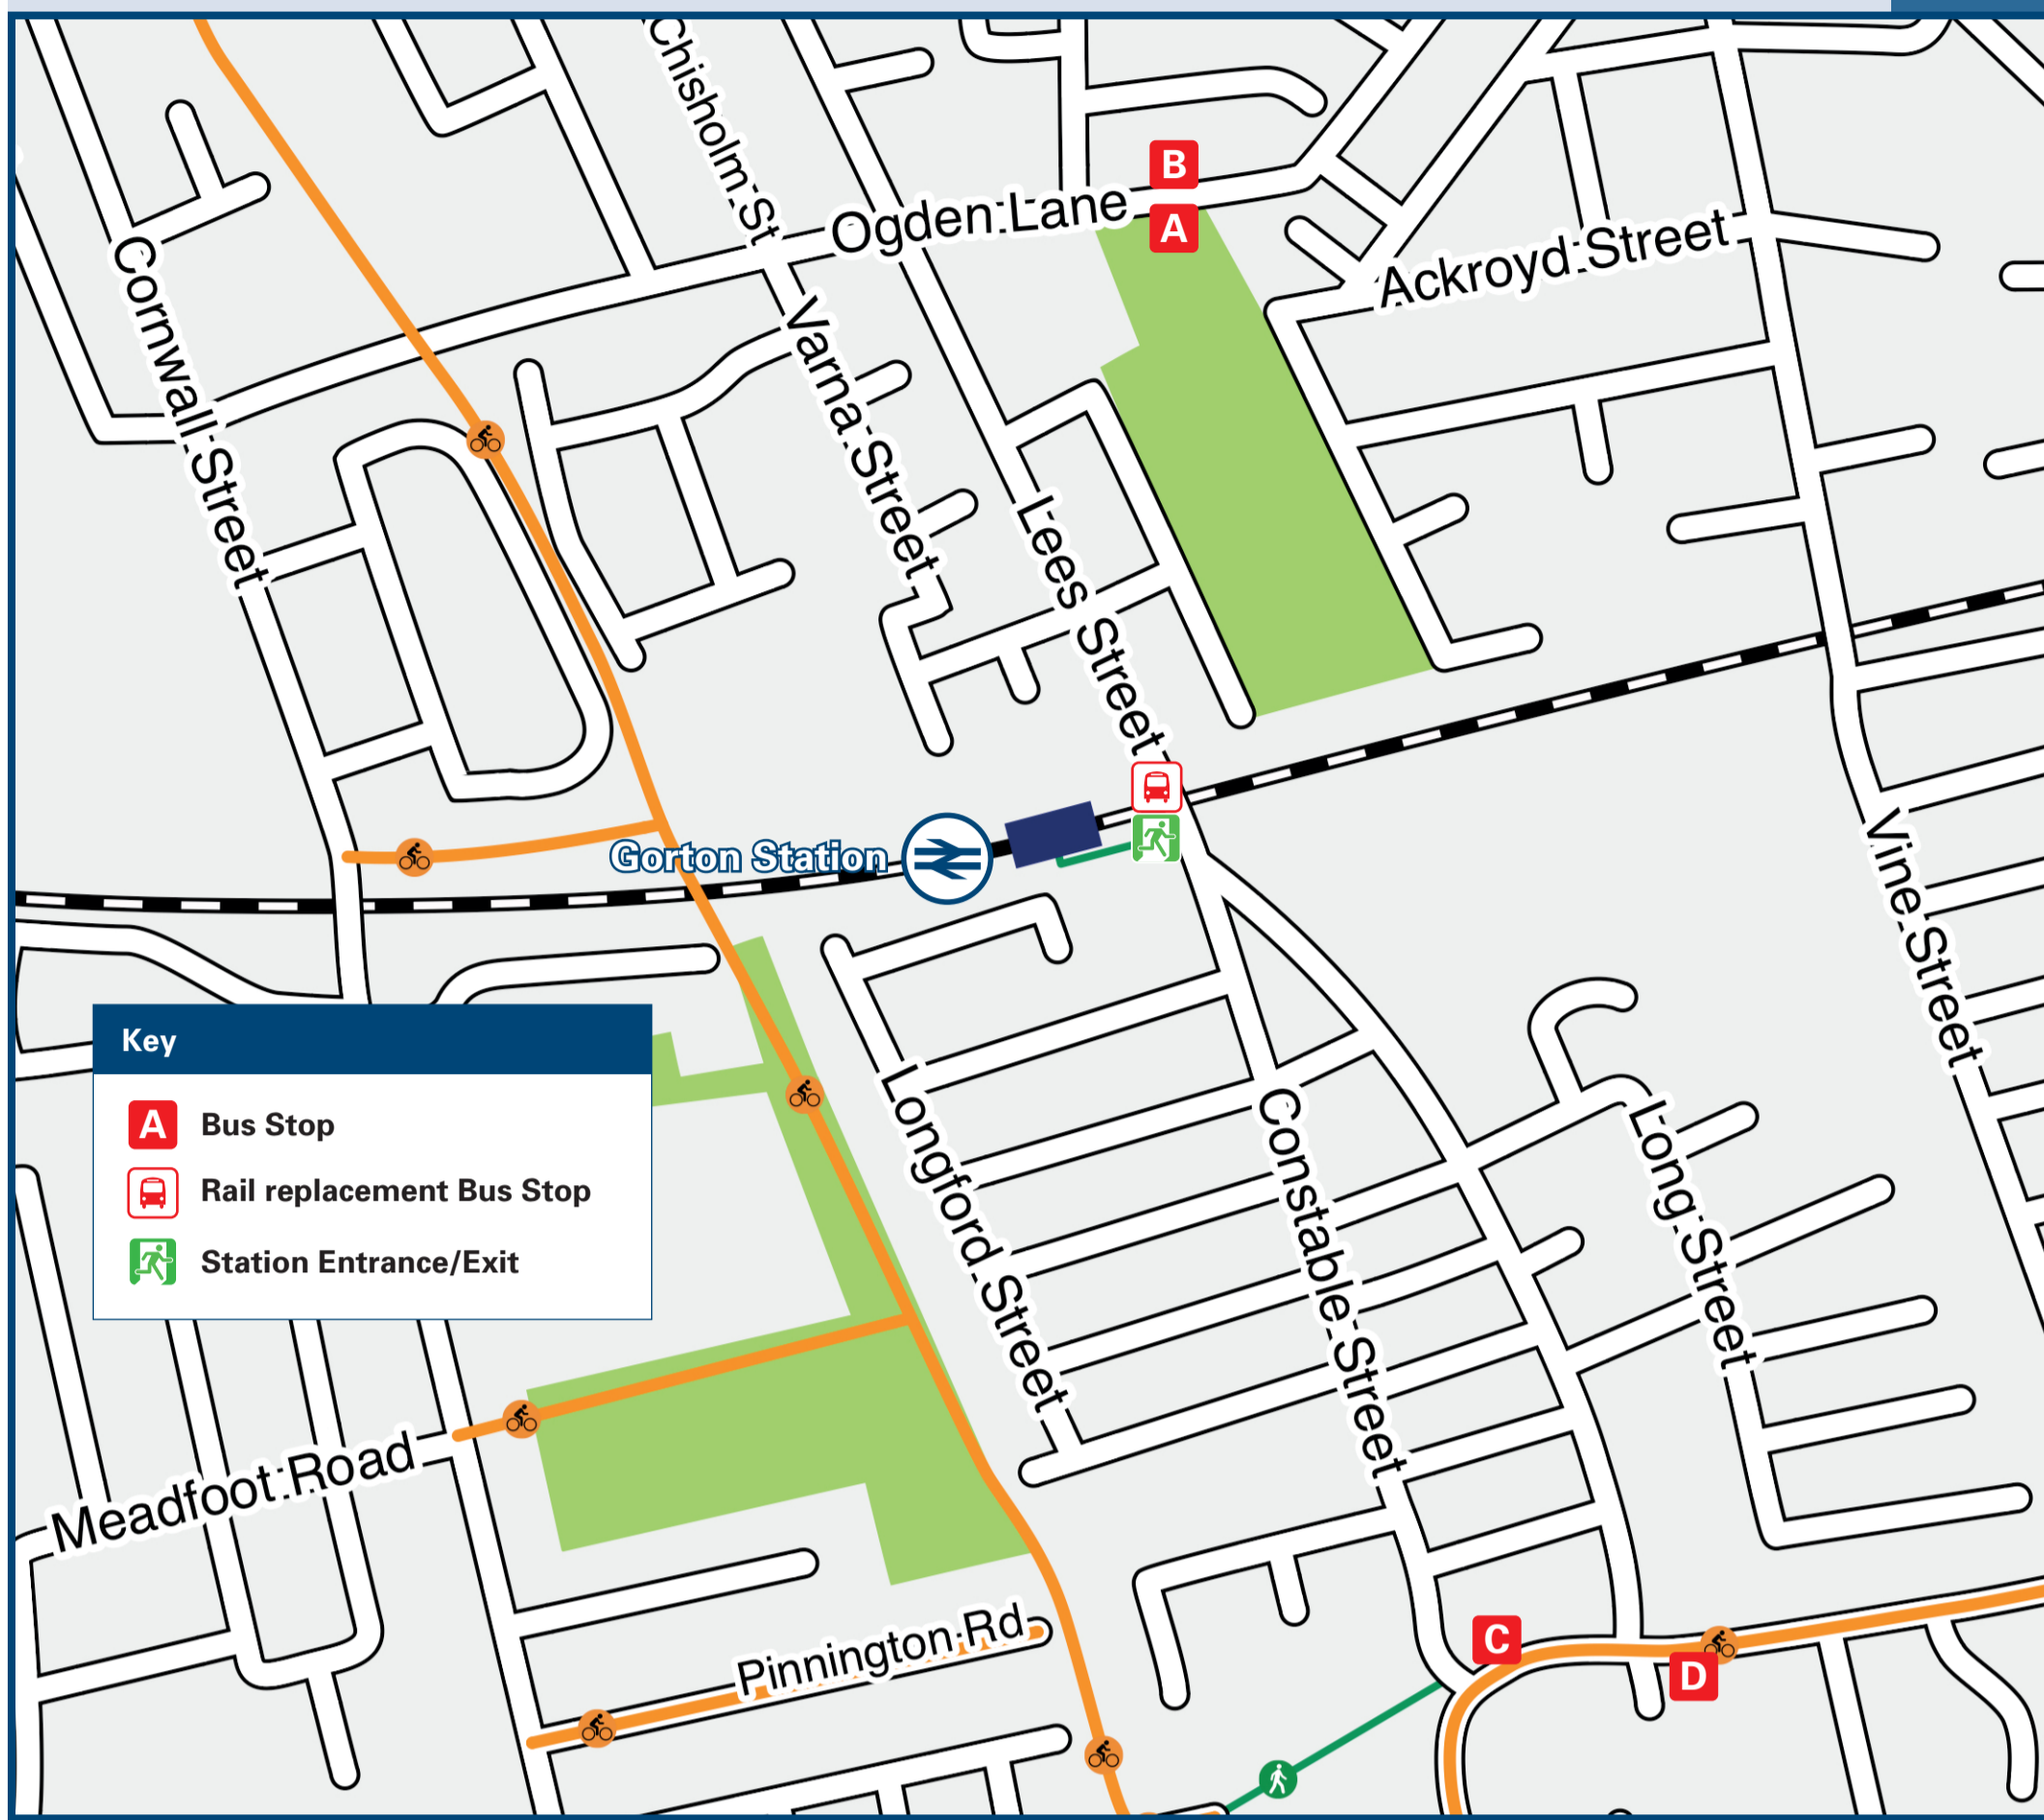 Chisholm St
B
Ogden Lane
A
Ackroyd Street
Cornwall Street
Varna Street
Lees Street
Gorton Station
Vine Street
Key
A Bus Stop
Rail replacement Bus Stop
Station Entrance/Exit
Longford Street
Constable Street
Long Street
Meadfoot Road
Pinnington Rd
C
D